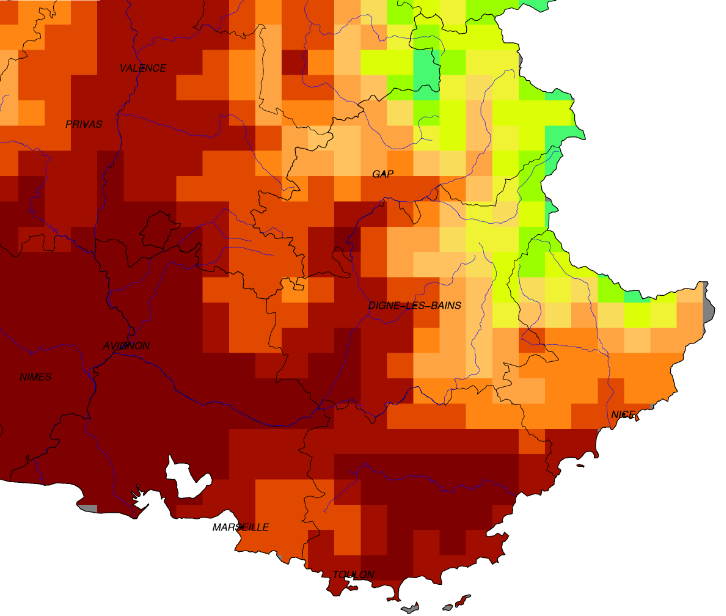 VALENCE
PRIVAS
GAP
DIGNE-LES-BAINS
AVIGNON
NIMES
NICE
MARSEILLE
TOULON